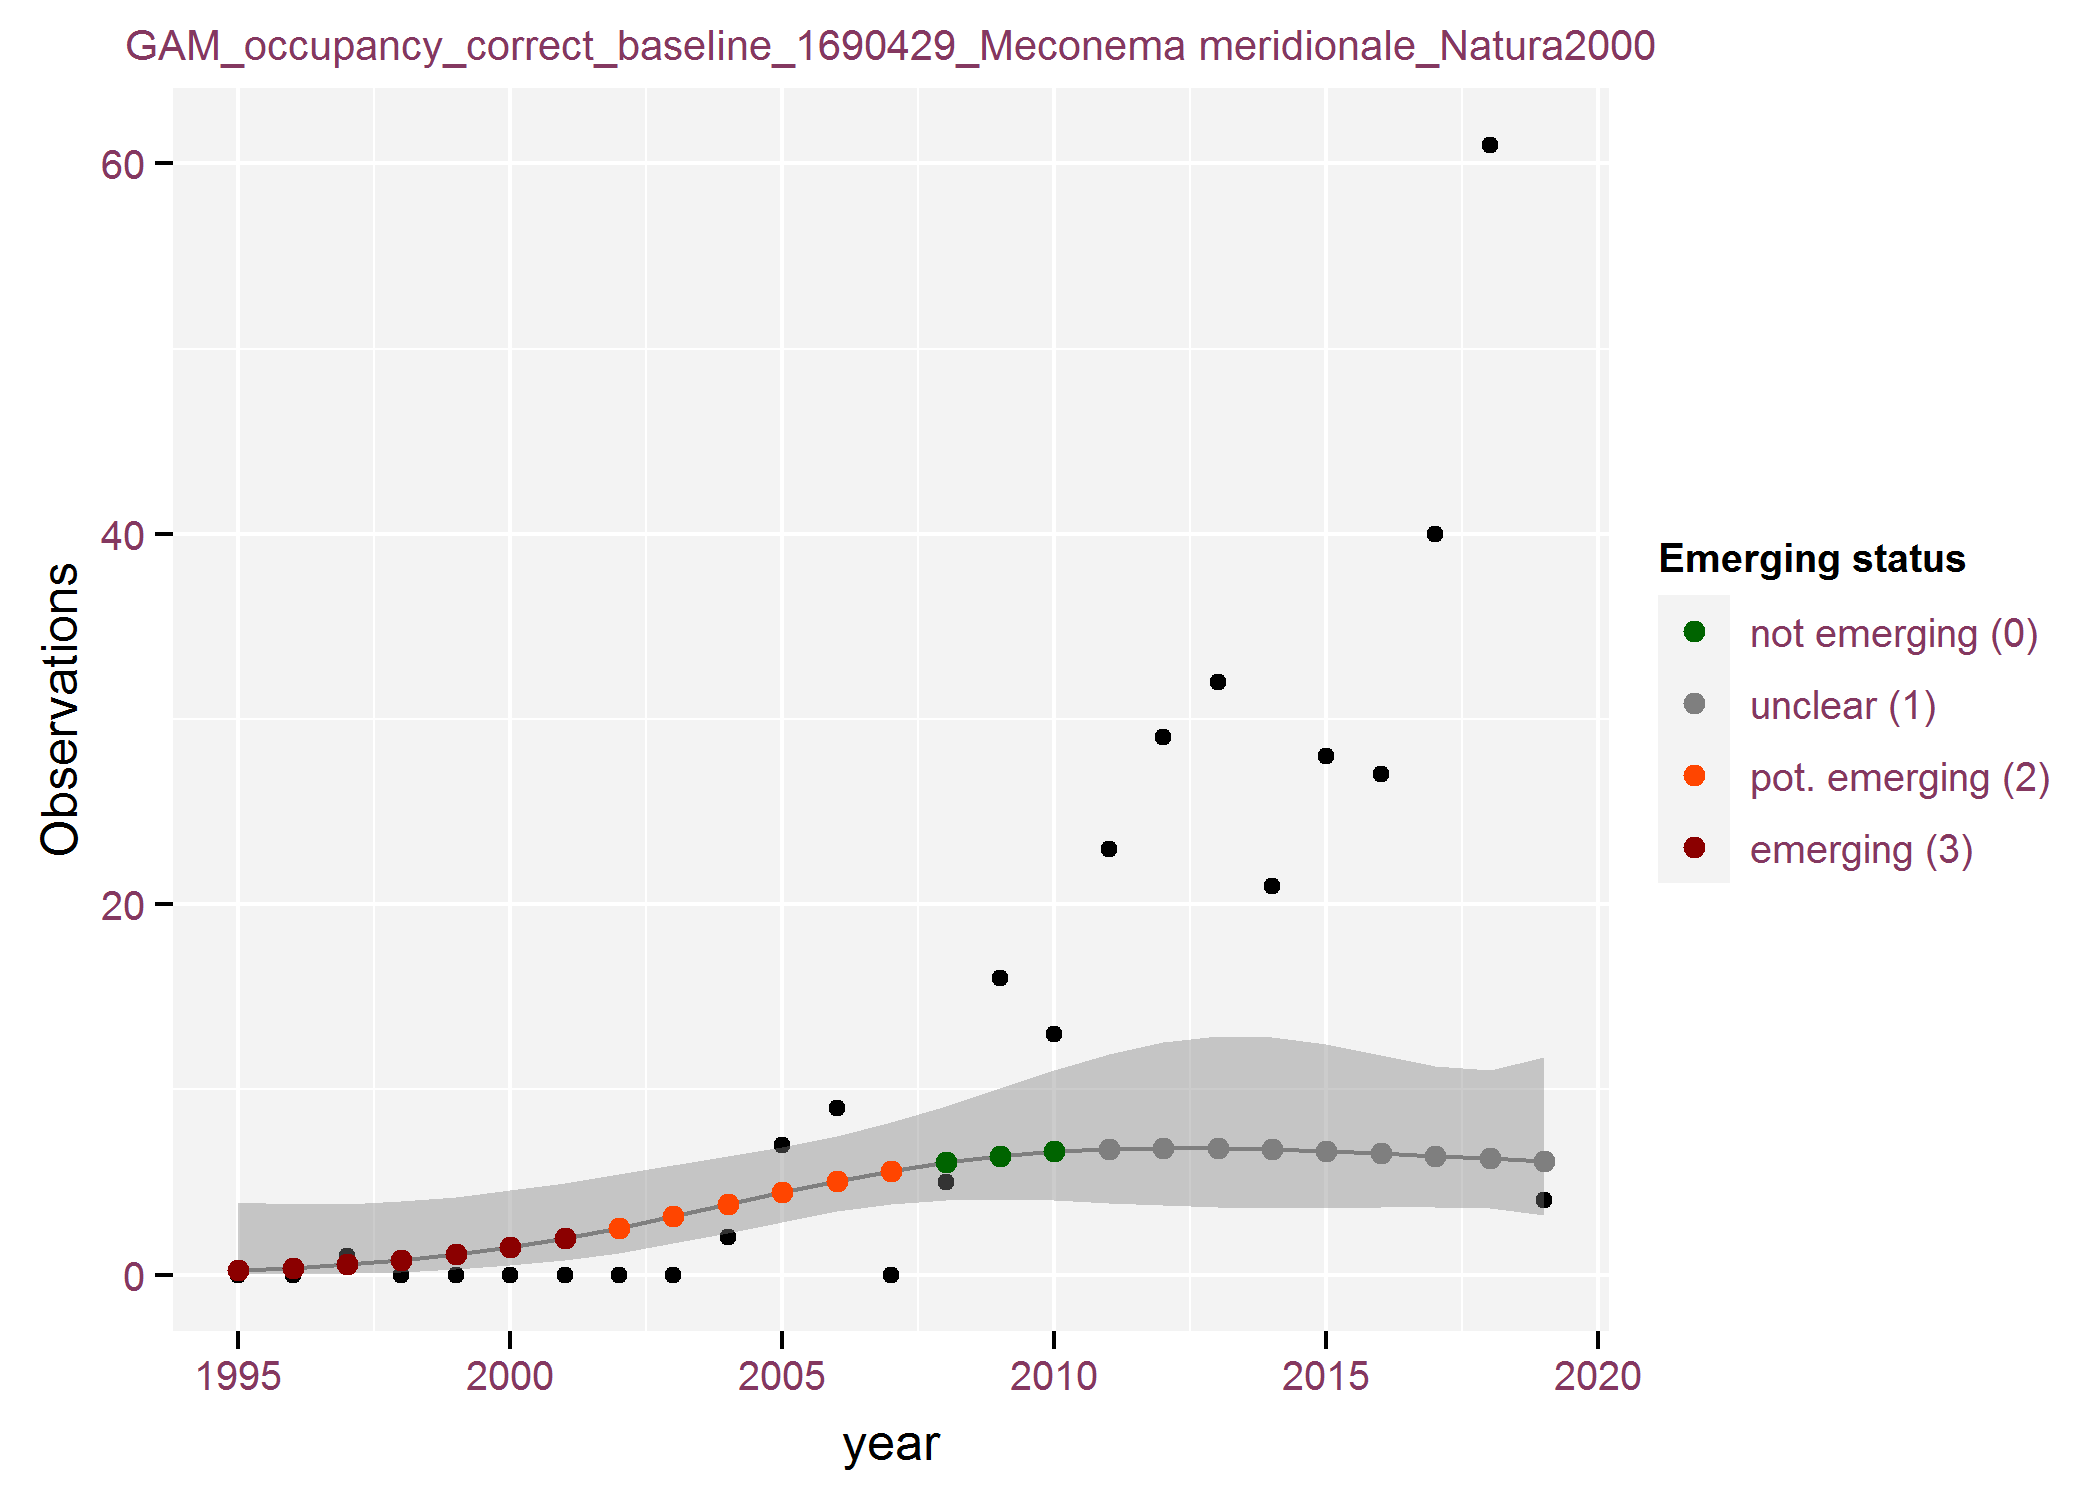 GAM_occupancy_correct_baseline_1690429_Meconema meridionale_Natura2000
60
40
20
0
Observations
1995 2000 2005 2010 2015 2020
year
Emerging status
not emerging (0)
unclear (1)
pot. emerging (2)
emerging (3)